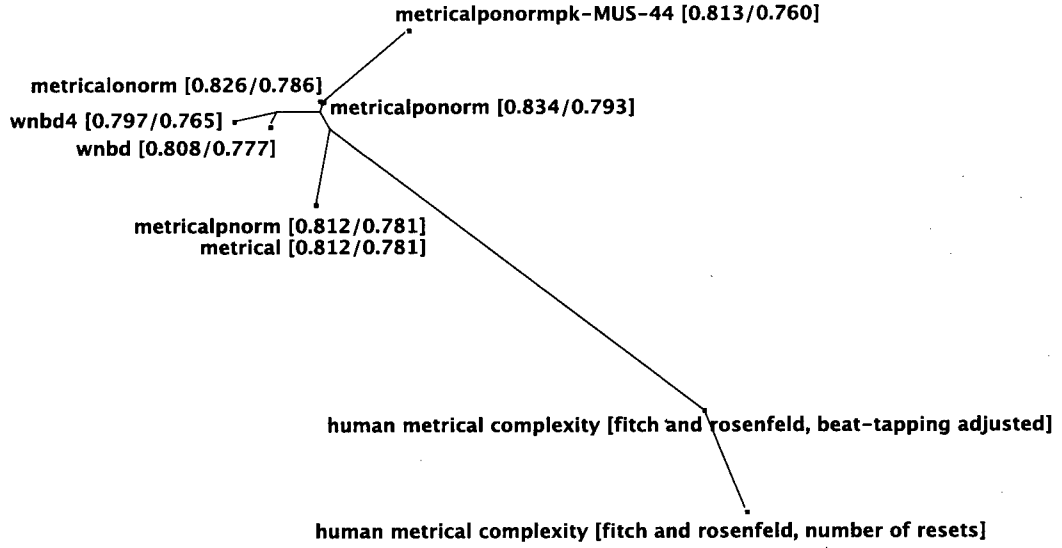 metricalponormpk-MUS-44 [0.813/0.760]
metricalonorm [0.826/0.786]
metricalponorm [0.834/0.793]
wnbd4 [0.797/0.765]
wnbd [0.808/0.777]
metricalpnorm [0.812/0.781]
metrical [0.812/0.781]
human metrical complexity [fitch and rosenfeld, beat-tapping adjusted]
human metrical complexity [fitch and rosenfeld, number of resets]